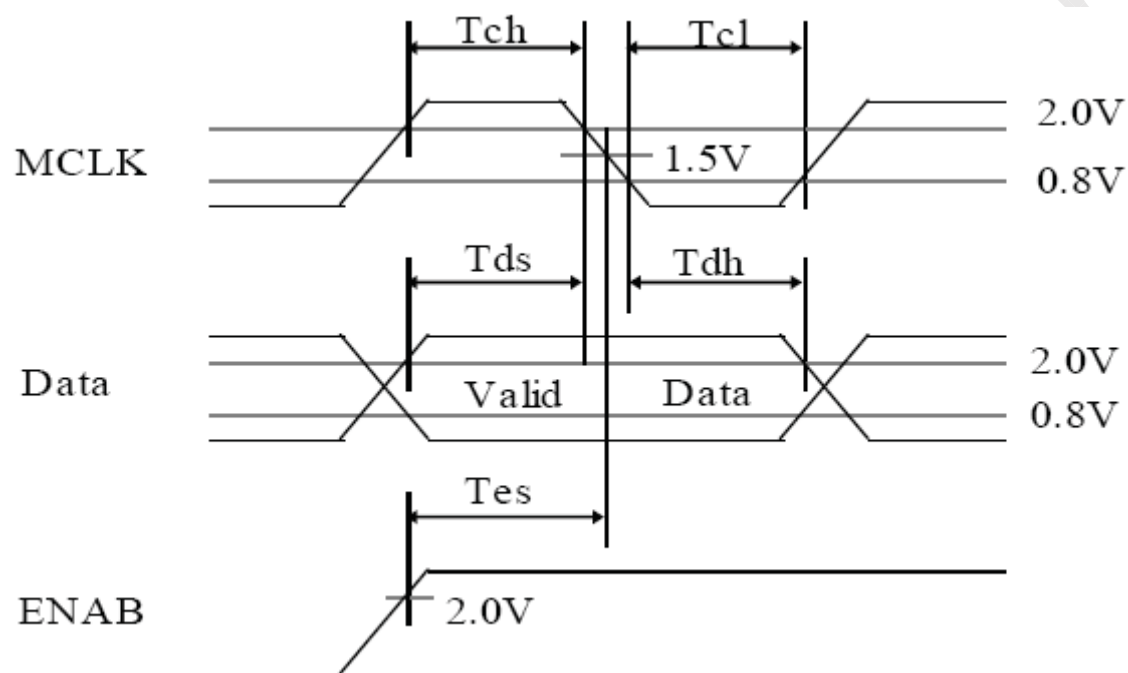 Tch Tcl
2.0V
MCLK 1.5V
0.8V
Tds Tdh
2.0V
Data Valid Data
0.8V
Tes
ENAB 2.0V